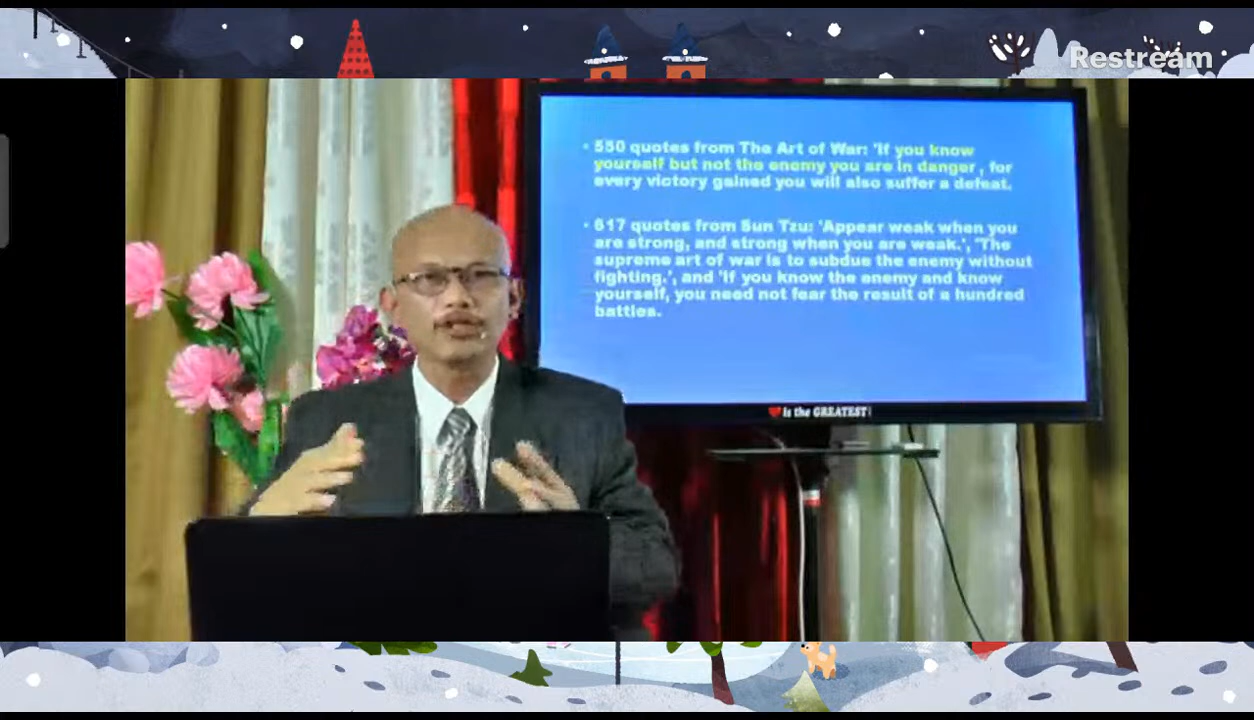 Restream
• 550 quotes from The Art of War: 'If you know
yourself but not the enemy you are in danger, for
every victory gained you will also suffer a defeat.
• 617 quotes from Sun Tzu: 'Appear weak when you
are strong, and strong when you are weak.', 'The
supreme art of war is to subdue the enemy without
fighting.', and 'If you know the enemy and know
yourself, you need not fear the result of a hundred
battles.
❤ is the GREATEST!